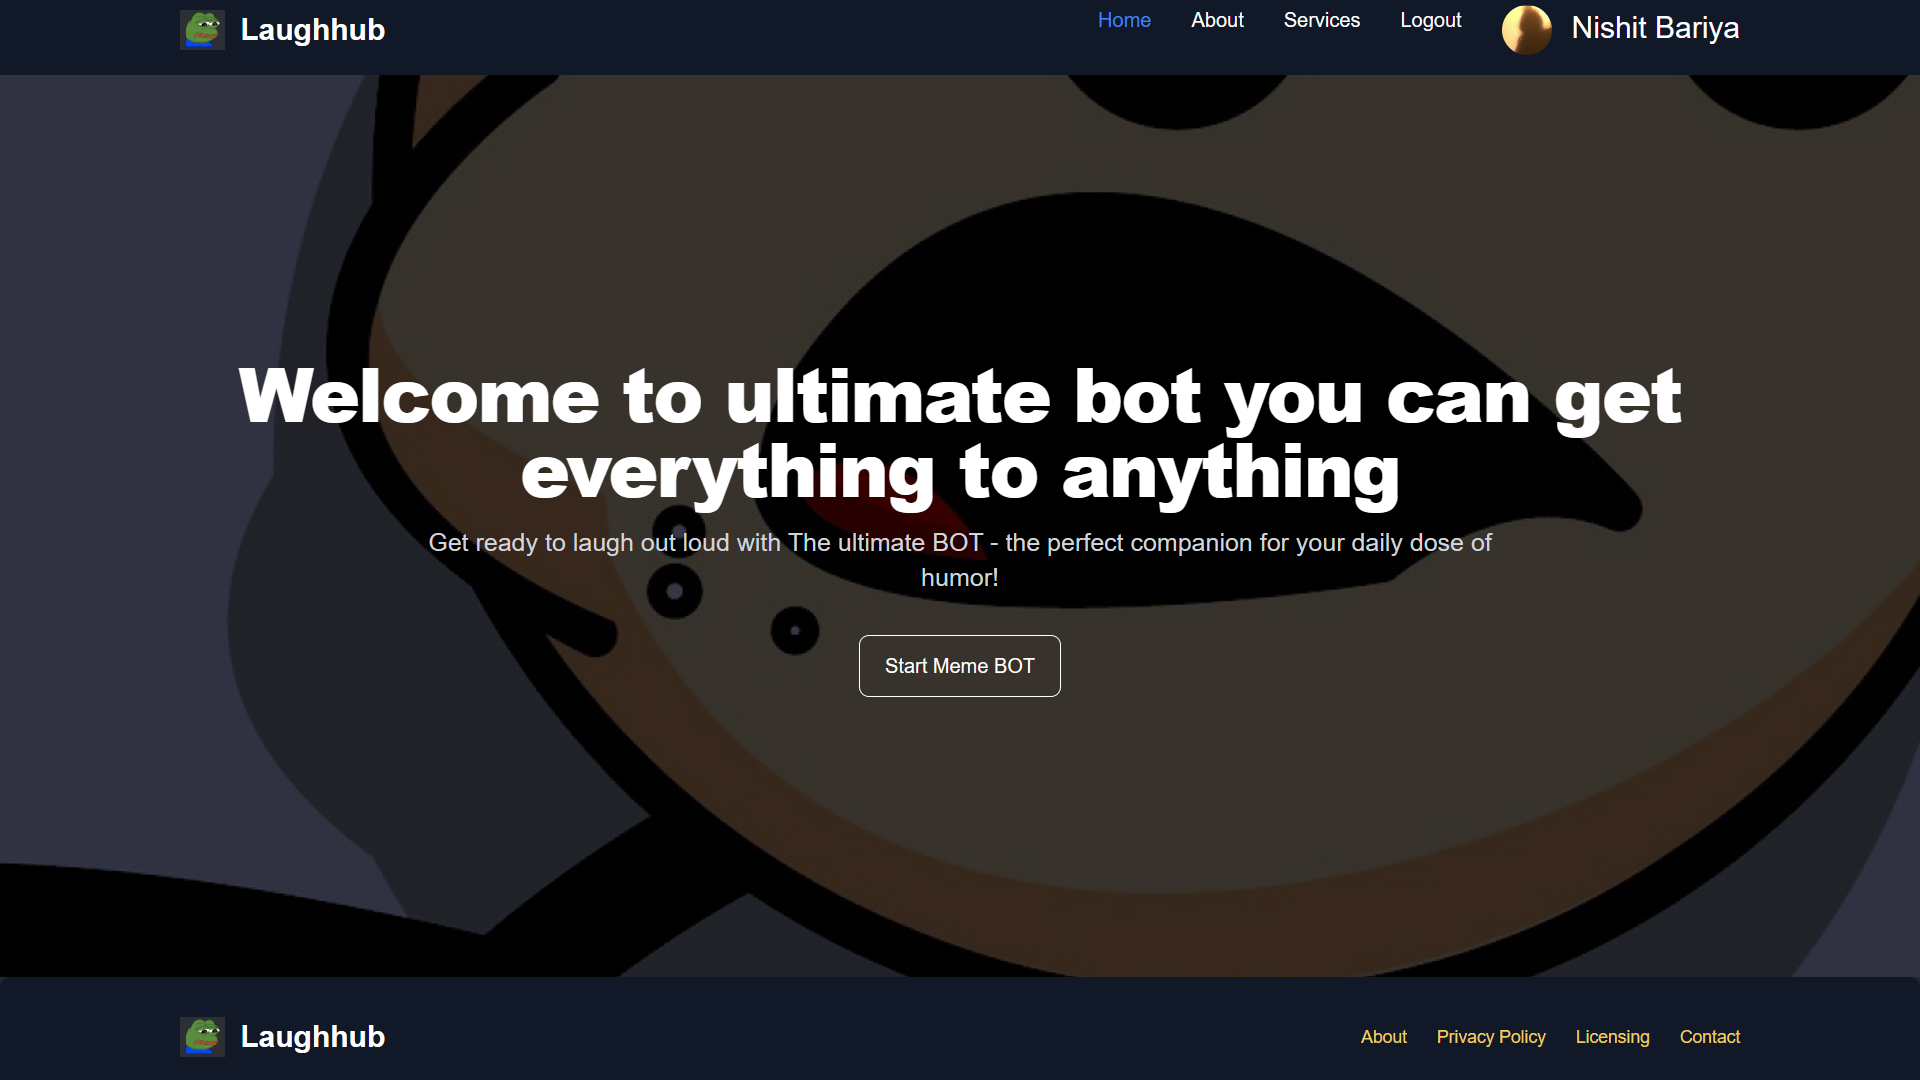 Laughhub
Home About Services Logout Nishit Bariya
Welcome to ultimate bot you can get
everything to anything
Get ready to laugh out loud with The ultimate BOT - the perfect companion for your daily dose of
humor!
Start Meme BOT
Laughhub
About Privacy Policy Licensing Contact